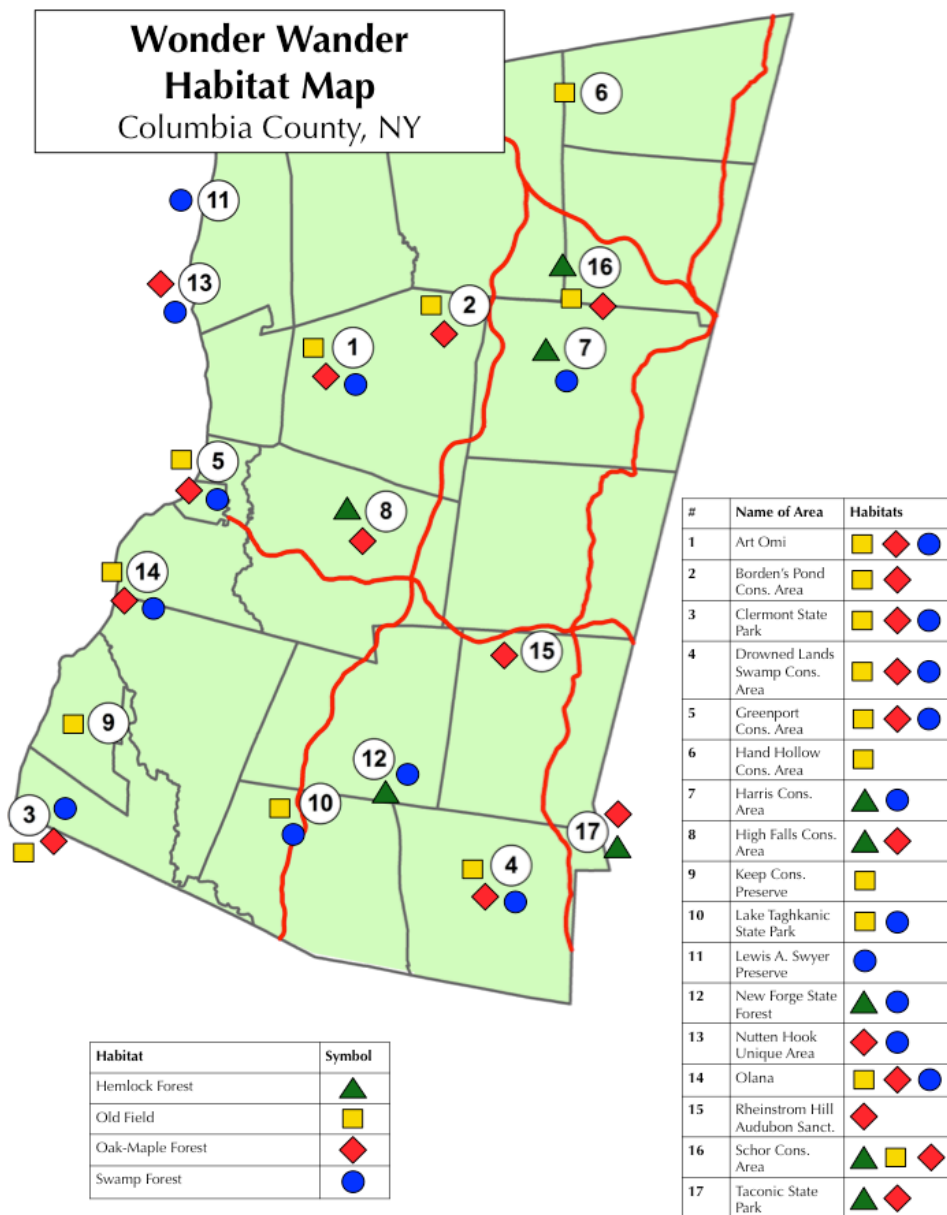 Wonder Wander
Habitat Map
Columbia County, NY
6
11
16
13
2
1
7
5
8
14
15
9
12
10
3
17
4
# Name of Area Habitats
1 Art Omi
2 Borden's Pond
Cons. Area
3 Clermont State
Park
4 Drowned Lands
Swamp Cons.
Area
5 Greenport
Cons. Area
6 Hand Hollow
Cons. Area
7 Harris Cons.
Area
8 High Falls Cons.
Area
9 Keep Cons.
Preserve
10 Lake Taghkanic
State Park
11 Lewis A. Swyer
Preserve
12 New Forge State
Forest
13 Nutten Hook
Unique Area
14 Olana
15 Rheinstrom Hill
Audubon Sanct.
16 Schor Cons.
Area
17 Taconic State
Park
Habitat Symbol
Hemlock Forest
Old Field
Oak-Maple Forest
Swamp Forest